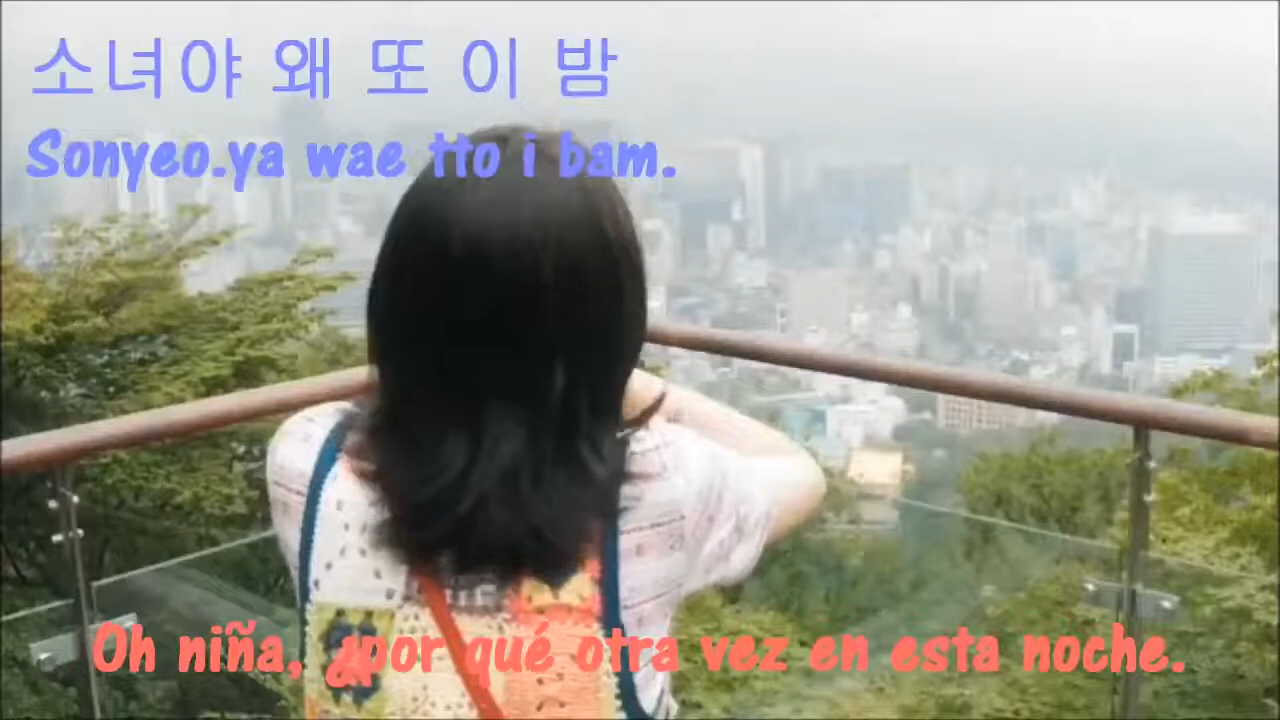 소녀야 왜 또 이 밤
Sonyeo.ya wae tto i bam.
Oh niña, ¿por qué otra vez en esta noche.